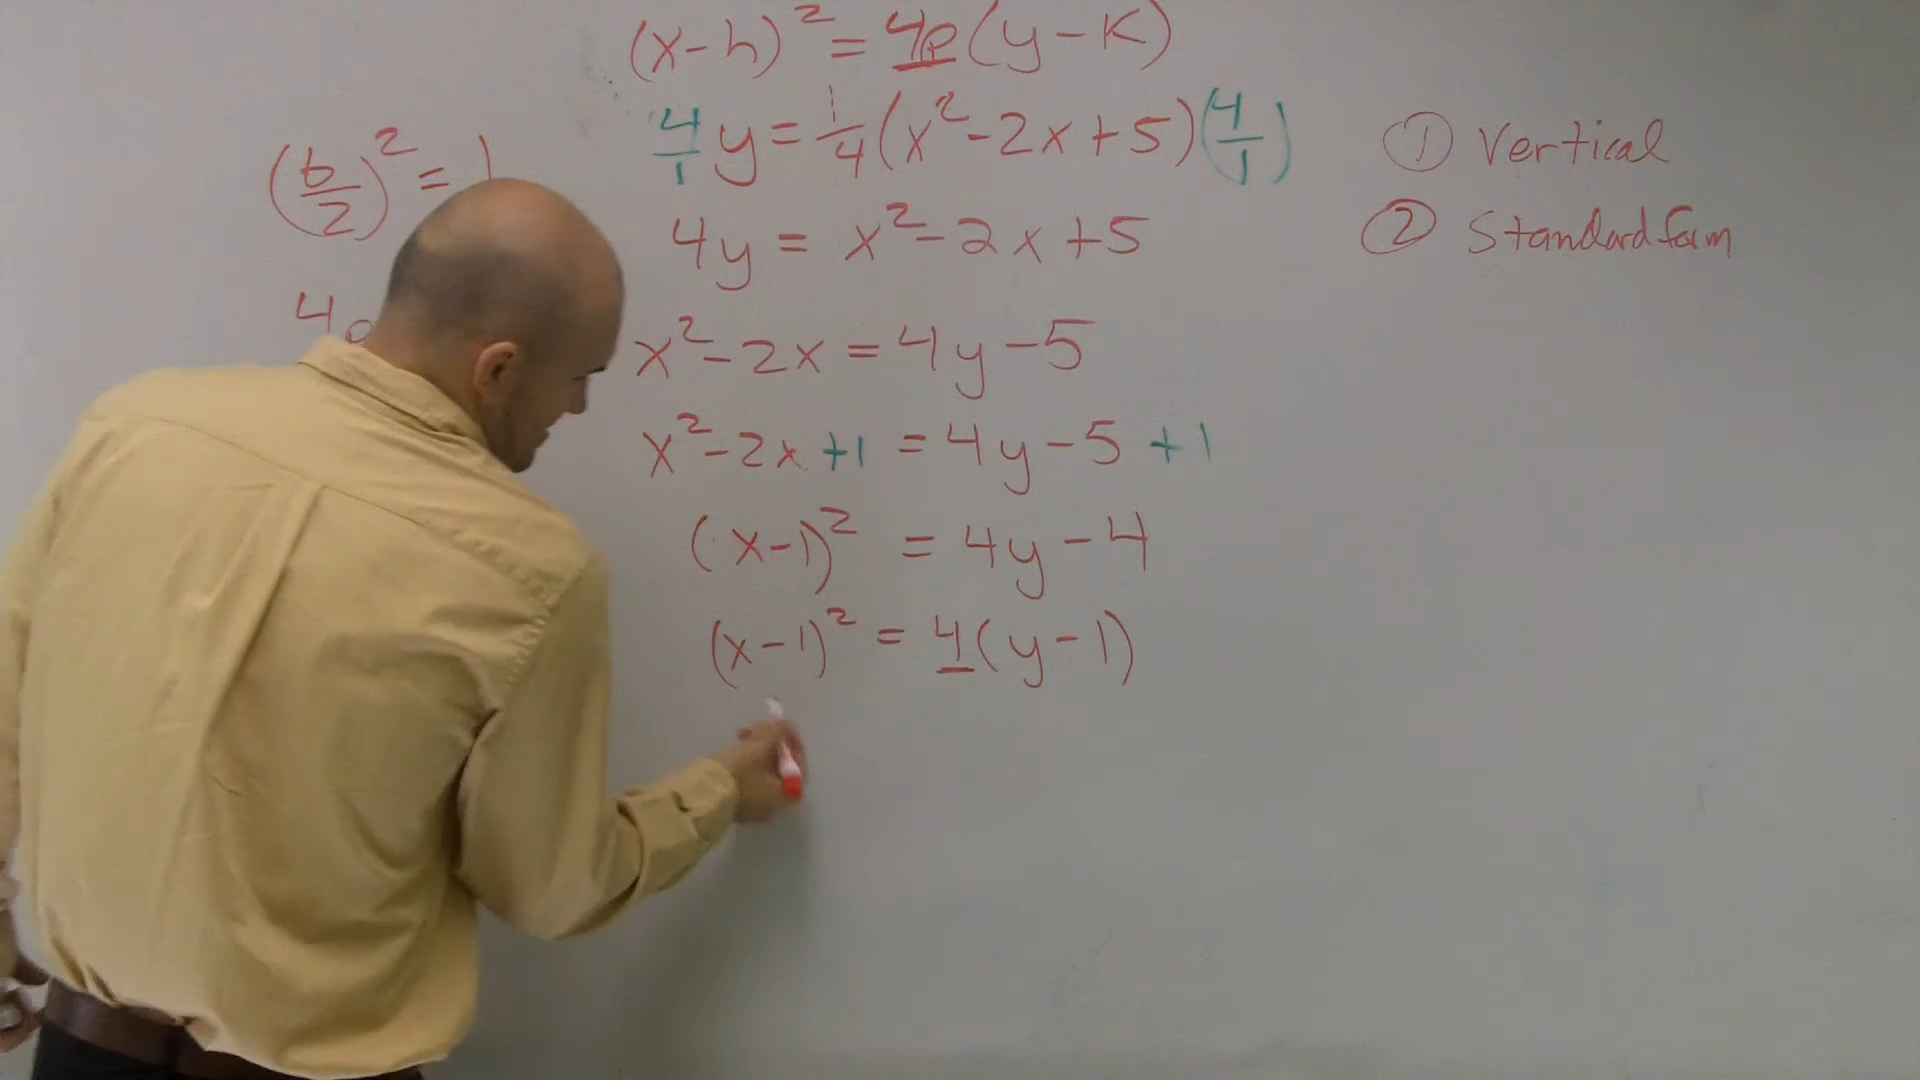 (x-h)² = 4p(y-k)
4/1 y = 1/4(x²-2x+5)(4/1)
4y = x²-2x+5
x²-2x = 4y-5
x²-2x+1 = 4y-5+1
(x-1)² = 4y-4
(x-1)² = 4(y-1)
(b/2)² = 1
4p
① Vertical
② Standard form